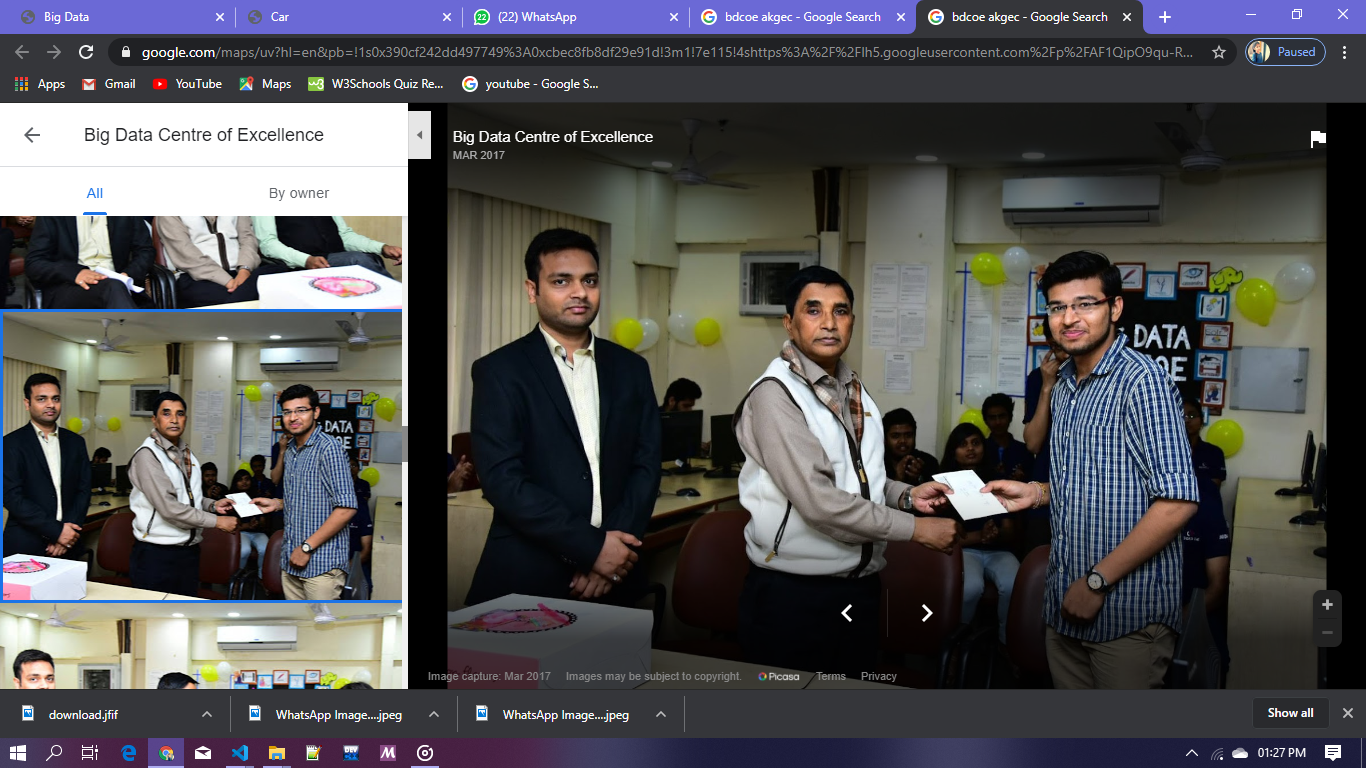 Big Data
Car
22
(22) WhatsApp
bdcoe akgec - Google Search
bdcoe akgec - Google Search
google.com/maps/uv?hl=en&pb=!1s0x390cf242dd497749%3A0xcbec8fb8df29e91d!3m1!7e115!4shttps%3A%2F%2Flh5.googleusercontent.com%2Fp%2FAF1QipO9qu-R...
Paused
Apps
Gmail
YouTube
Maps
W3Schools Quiz Re...
youtube - Google S...
Big Data Centre of Excellence
All
By owner
DATA
Big Data Centre of Excellence
MAR 2017
DATA
OE
Image capture: Mar 2017
Images may be subject to copyright.
Picasa
Terms
Privacy
download.jfif
WhatsApp Image....jpeg
WhatsApp Image....jpeg
Show all
01:27 PM